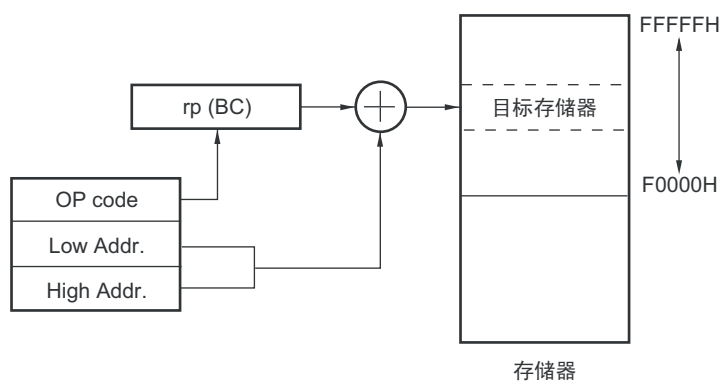 FFFFFH
rp (BC)
目标存储器
F0000H
OP code
Low Addr.
High Addr.
存储器